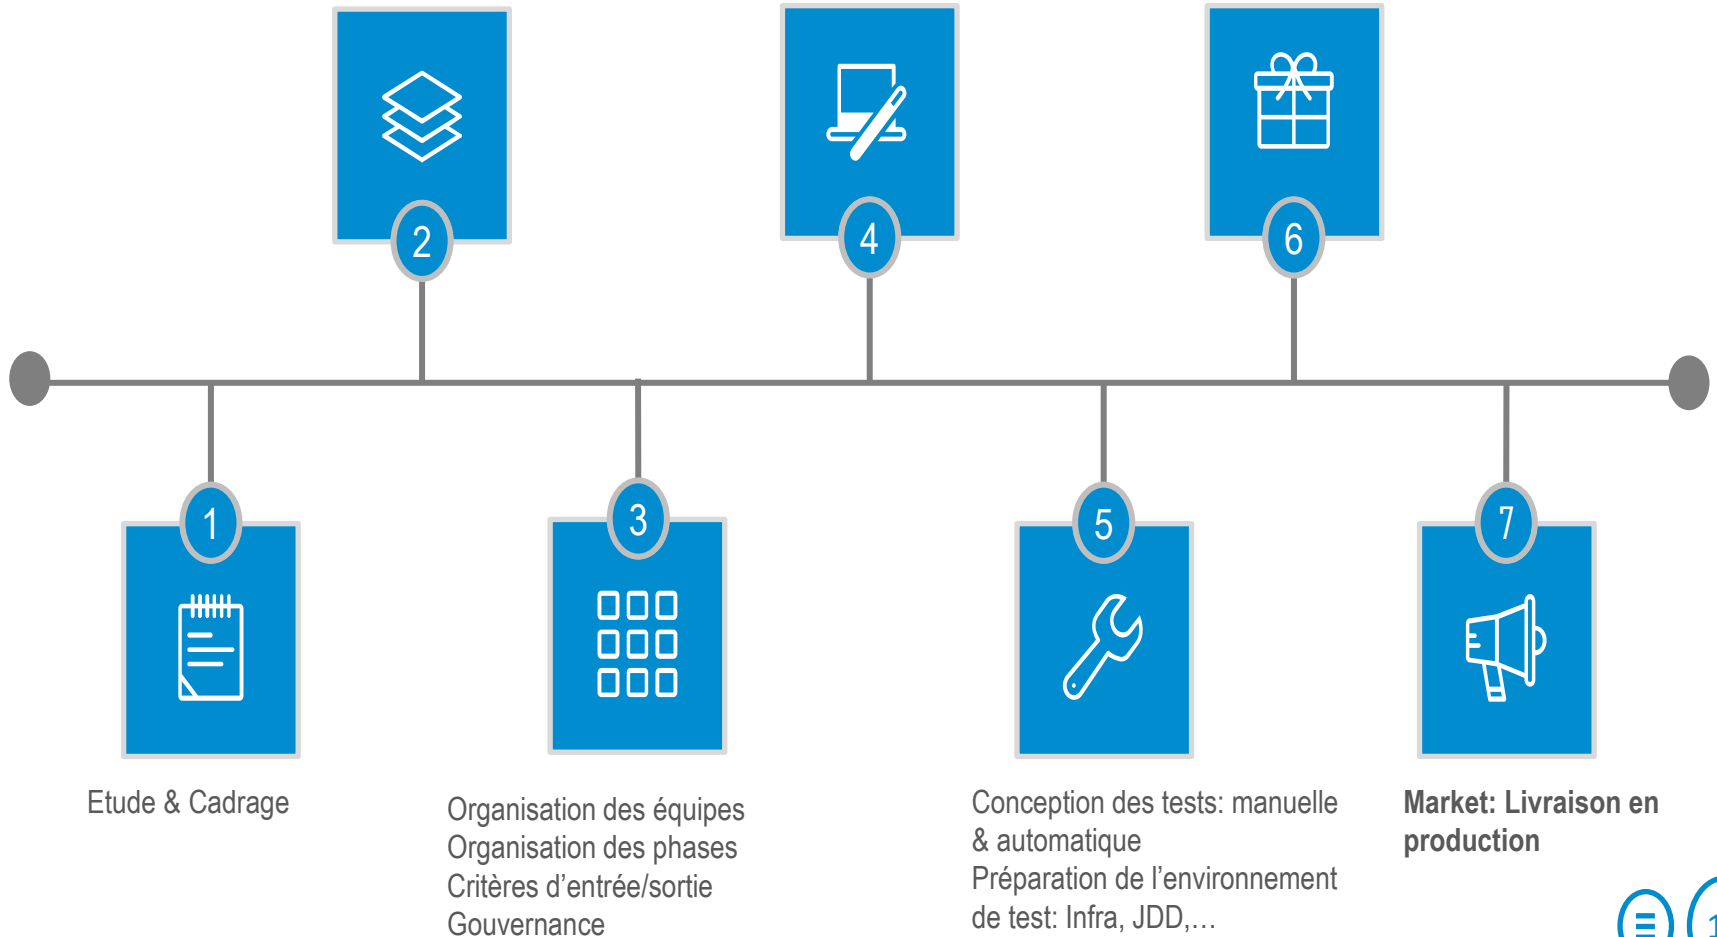 2
4
6
1
3
5
7
Etude & Cadrage
Organisation des équipes
Organisation des phases
Critères d’entrée/sortie
Gouvernance
Conception des tests: manuelle
& automatique
Préparation de l’environnement
de test: Infra, JDD,…
Market: Livraison en
production